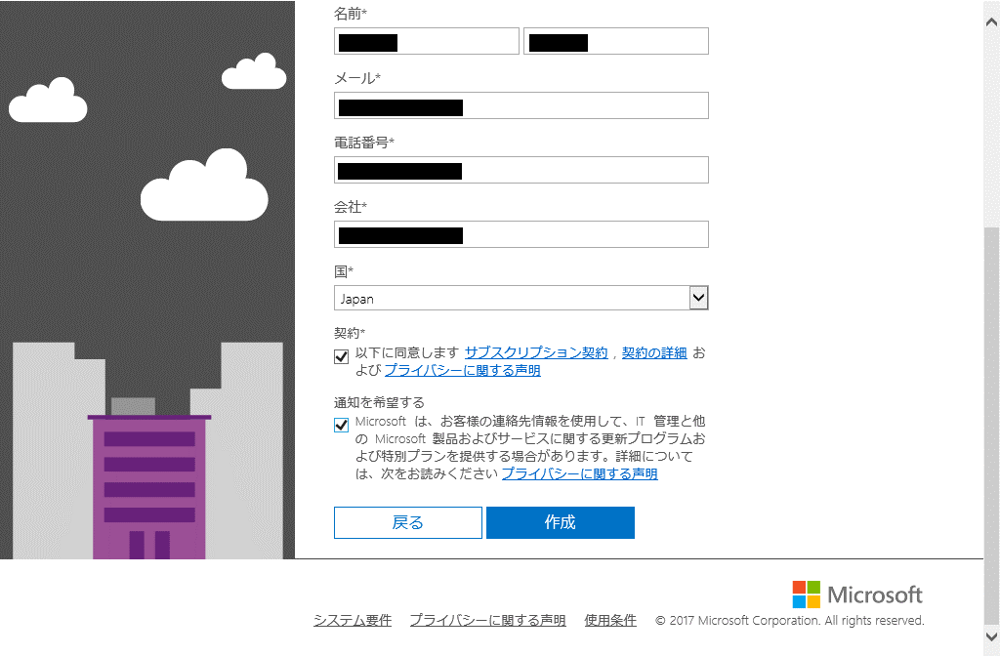 名前*
メール*
電話番号*
会社*
国*
Japan
契約*
以下に同意します サブスクリプション契約 , 契約の詳細 お
よび プライバシーに関する声明
通知を希望する
Microsoft は、お客様の連絡先情報を使用して、IT 管理と他
の Microsoft 製品およびサービスに関する更新プログラムお
よび特別プランを提供する場合があります。詳細について
は、次をお読みください プライバシーに関する声明
戻る 作成
Microsoft
システム要件 プライバシーに関する声明 使用条件 © 2017 Microsoft Corporation. All rights reserved.